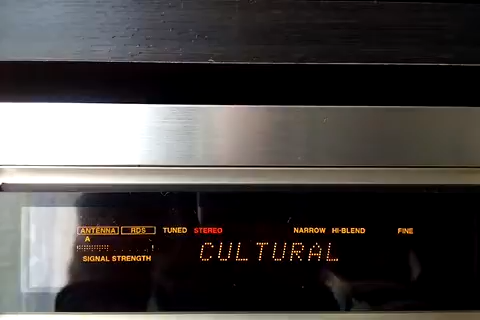 ANTENNA RDS TUNED STEREO NARROW HI-BLEND FINE
A
CULTURAL
SIGNAL STRENGTH